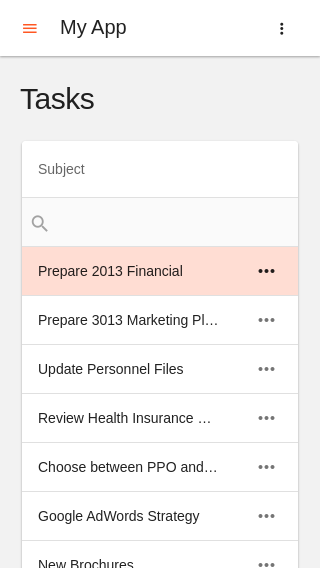 My App
Tasks
Subject
Prepare 2013 Financial
Prepare 3013 Marketing Pl…
Update Personnel Files
Review Health Insurance …
Choose between PPO and…
Google AdWords Strategy
New Brochures